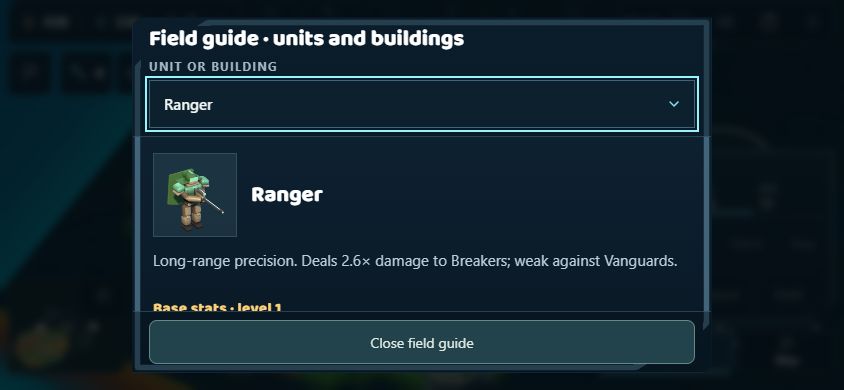 Field guide · units and buildings
UNIT OR BUILDING
Ranger
Ranger
Long-range precision. Deals 2.6× damage to Breakers; weak against Vanguards.
Base stats · level 1
Close field guide